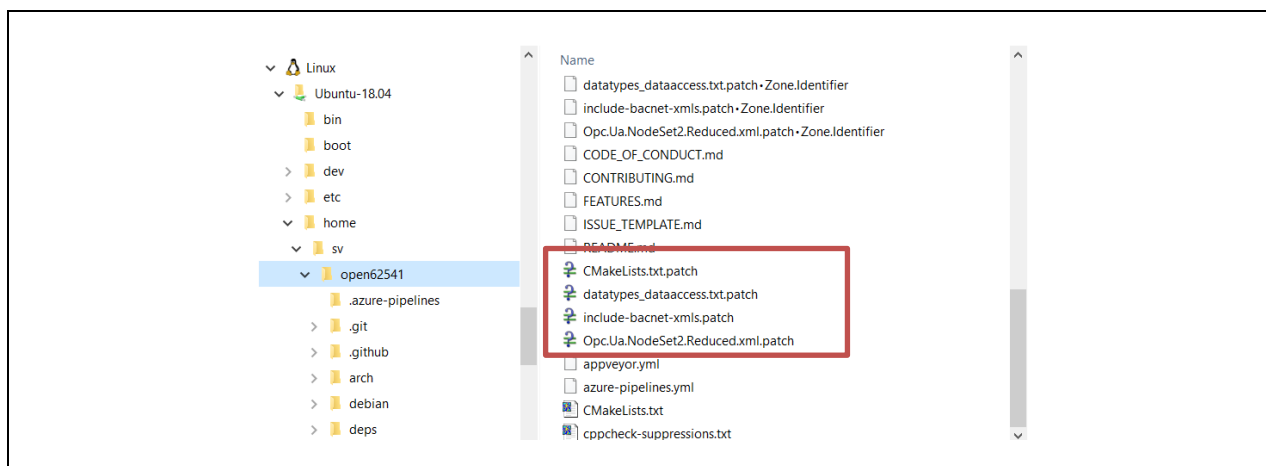 Linux
Ubuntu-18.04
bin
boot
dev
etc
home
sv
open62541
.azure-pipelines
.git
.github
arch
debian
deps
Name
datatypes_dataaccess.txt.patch•Zone.Identifier
include-bacnet-xmls.patch•Zone.Identifier
Opc.Ua.NodeSet2.Reduced.xml.patch•Zone.Identifier
CODE_OF_CONDUCT.md
CONTRIBUTING.md
FEATURES.md
ISSUE_TEMPLATE.md
README.md
CMakeLists.txt.patch
datatypes_dataaccess.txt.patch
include-bacnet-xmls.patch
Opc.Ua.NodeSet2.Reduced.xml.patch
appveyor.yml
azure-pipelines.yml
CMakeLists.txt
cppcheck-suppressions.txt